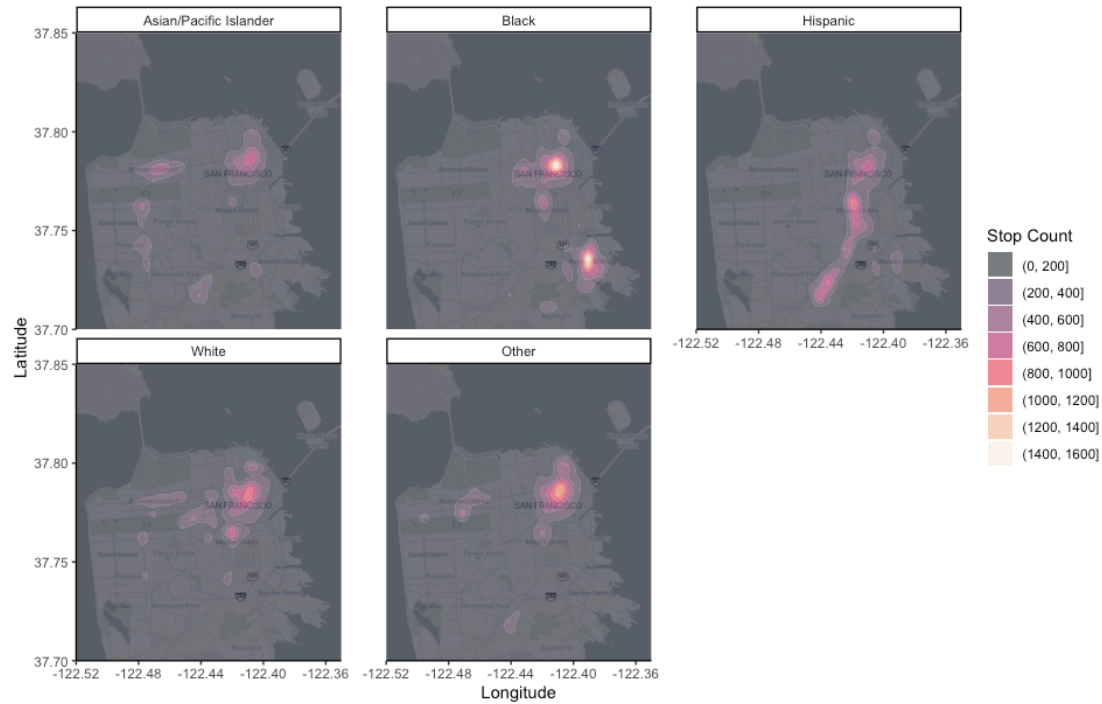 Asian/Pacific Islander
Black
Hispanic
37.85
37.80
37.75
37.70
SAN FRANCISCO
SAN FRANCISCO
SAN FRANCISCO
-122.52 -122.48 -122.44 -122.40 -122.36
Latitude
White
Other
37.85
37.80
37.75
37.70
SAN FRANCISCO
SAN FRANCISCO
-122.52 -122.48 -122.44 -122.40 -122.36
-122.52 -122.48 -122.44 -122.40 -122.36
Longitude
Stop Count
(0, 200]
(200, 400]
(400, 600]
(600, 800]
(800, 1000]
(1000, 1200]
(1200, 1400]
(1400, 1600]